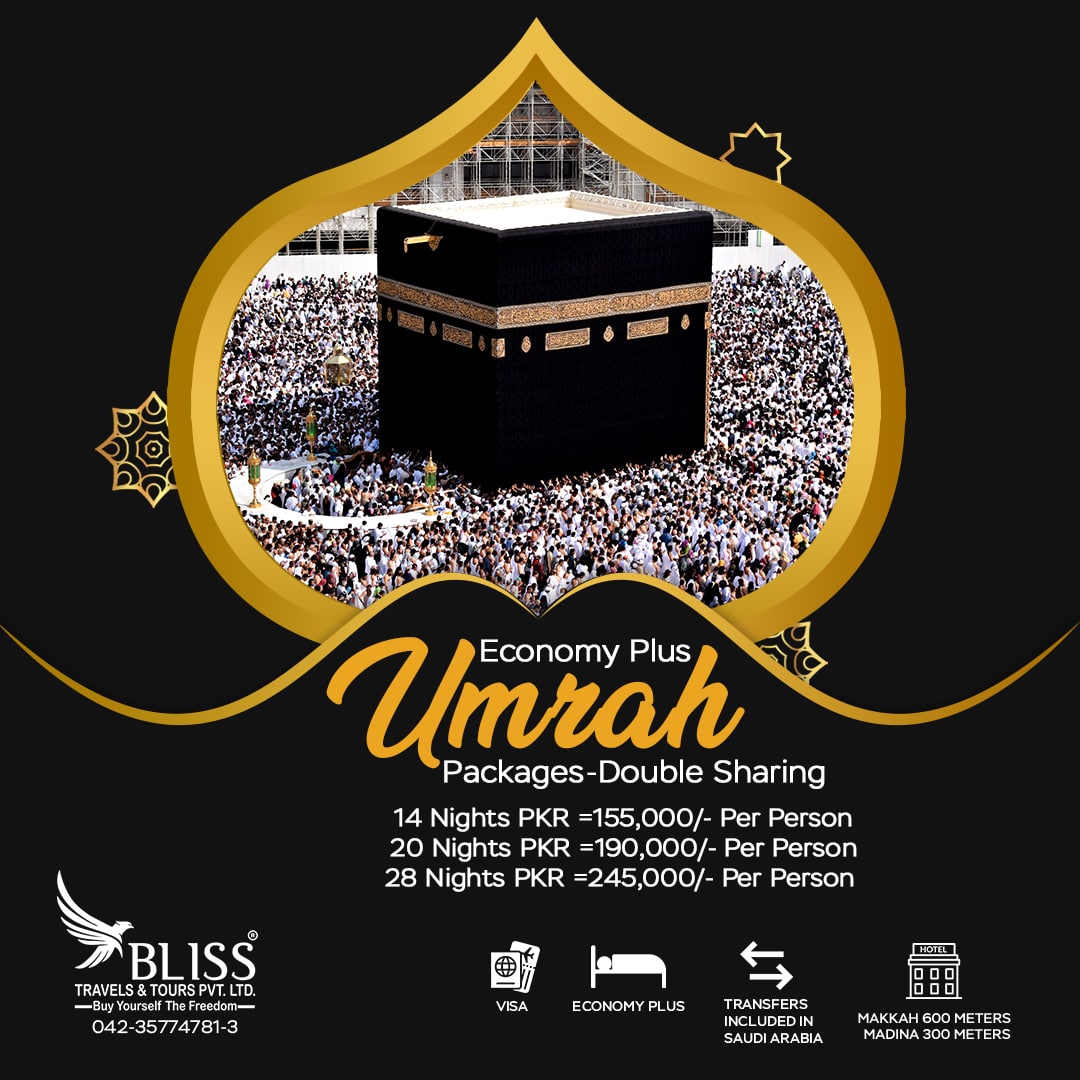 Economy Plus
Umrah
Packages-Double Sharing
14 Nights PKR =155,000/- Per Person
20 Nights PKR =190,000/- Per Person
28 Nights PKR =245,000/- Per Person
BLISS®
TRAVELS & TOURS PVT. LTD.
Buy Yourself The Freedom
042-35774781-3
VISA
ECONOMY PLUS
TRANSFERS
INCLUDED IN
SAUDI ARABIA
HOTEL
MAKKAH 600 METERS
MADINA 300 METERS